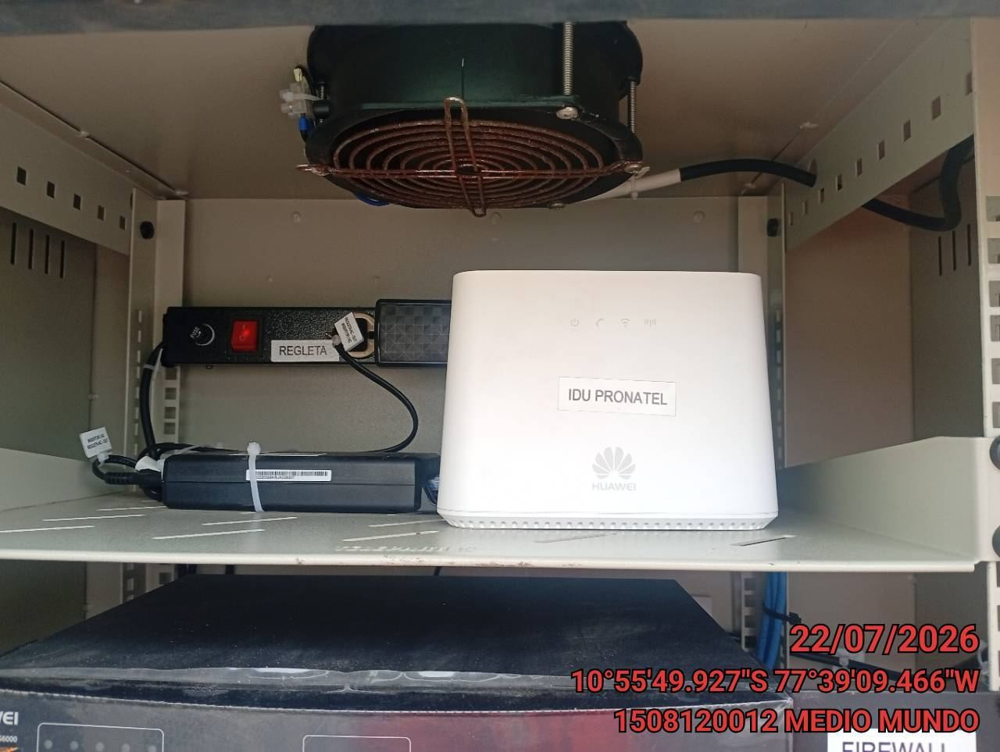 FUSE
REGLETA
IDU PRONATEL
HUAWEI
22/07/2026
10°55'49.927"S 77°39'09.466"W
1508120012 MEDIO MUNDO
FIREWALL